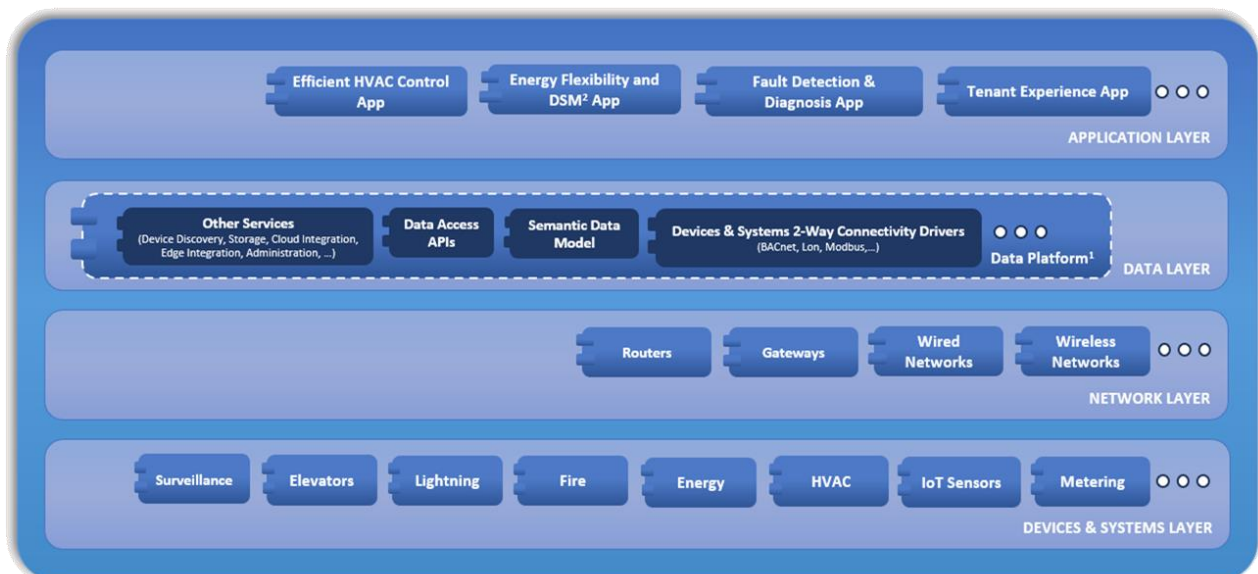 Efficient HVAC Control
App
Energy Flexibility and
DSM² App
Fault Detection &
Diagnosis App
Tenant Experience App
APPLICATION LAYER
Other Services
(Device Discovery, Storage, Cloud Integration,
Edge Integration, Administration, ...)
Data Access
APIs
Semantic Data
Model
Devices & Systems 2-Way Connectivity Drivers
(BACnet, Lon, Modbus,...)
Data Platform¹
DATA LAYER
Routers
Gateways
Wired
Networks
Wireless
Networks
NETWORK LAYER
Surveillance
Elevators
Lightning
Fire
Energy
HVAC
IoT Sensors
Metering
DEVICES & SYSTEMS LAYER